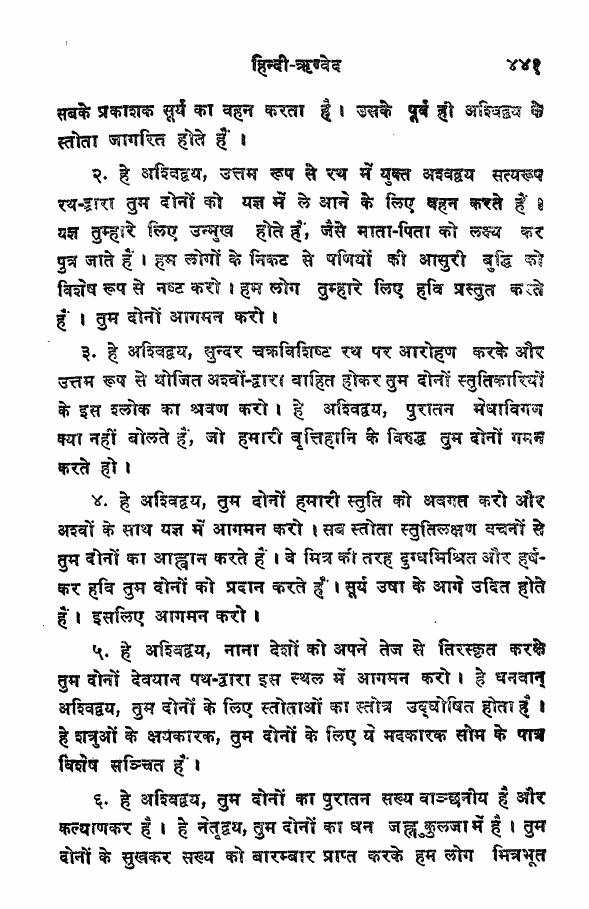 हिन्दी-ऋग्वेद ४४१
सबके प्रकाशक सूर्य का वहन करता है। उसके पूर्व ही अश्विद्वय के
स्तोता जागरित होते हैं ।
२. हे अश्विद्वय, उत्तम रूप से रथ में युक्त अश्वद्वय सत्यरूप
रथ-द्वारा तुम दोनों को यज्ञ में ले आने के लिए वहन करते हैं ।
यज्ञ तुम्हारे लिए उन्मुख होते हैं, जैसे माता-पिता को लक्ष्य कर
पुत्र जाते हैं । हम लोगों के निकट से पणियों की आसुरी बुद्धि को
विशेष रूप से नष्ट करो । हम लोग तुम्हारे लिए हवि प्रस्तुत करते
हैं । तुम दोनों आगमन करो ।
३. हे अश्विद्वय, सुन्दर चक्रविशिष्ट रथ पर आरोहण करके और
उत्तम रूप से योजित अश्वों-द्वारा वाहित होकर तुम दोनों स्तुतिकारियों
के इस श्लोक का श्रवण करो । हे अश्विद्वय, पुरातन मेधाविगण
क्या नहीं बोलते हैं, जो हमारी वृत्तिहानि के विरुद्ध तुम दोनों गमन
करते हो ।
४. हे अश्विद्वय, तुम दोनों हमारी स्तुति को अवगत करो और
अश्वों के साथ यज्ञ में आगमन करो । सब स्तोता स्तुतिलक्षण वचनों से
तुम दोनों का आह्वान करते हैं । वे मित्र की तरह दुग्धमिश्रित और हर्ष-
कर हवि तुम दोनों को प्रदान करते हैं । सूर्य उषा के आगे उदित होते
हैं । इसलिए आगमन करो ।
५. हे अश्विद्वय, नाना देशों को अपने तेज से तिरस्कृत करके
तुम दोनों देवयान पथ-द्वारा इस स्थल में आगमन करो । हे धनवान्
अश्विद्वय, तुम दोनों के लिए स्तोताओं का स्तोत्र उद्घोषित होता है ।
हे शत्रुओं के क्षयकारक, तुम दोनों के लिए ये मदकारक सोम के पात्र
विशेष सञ्चित हैं ।
६. हे अश्विद्वय, तुम दोनों का पुरातन सख्य वाञ्छनीय है और
कल्याणकर है । हे नेतृद्वय, तुम दोनों का धन जह्नुकुलजा में है । तुम
दोनों के सुखकर सख्य को बारम्बार प्राप्त करके हम लोग मित्रभूत